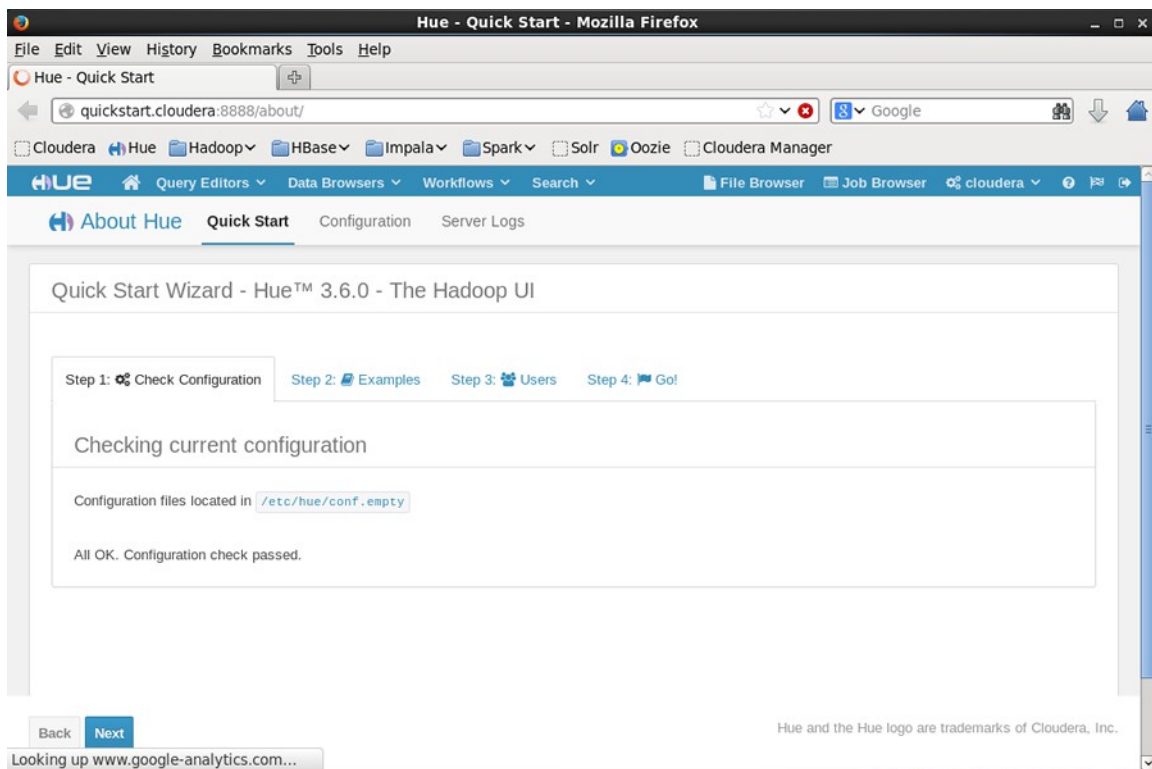 Hue - Quick Start - Mozilla Firefox
File Edit View History Bookmarks Tools Help
Hue - Quick Start
quickstart.cloudera:8888/about/
Google
Cloudera Hue Hadoop HBase Impala Spark Solr Oozie Cloudera Manager
HUE Query Editors Data Browsers Workflows Search File Browser Job Browser cloudera
About Hue Quick Start Configuration Server Logs
Quick Start Wizard - Hue™ 3.6.0 - The Hadoop UI
Step 1: Check Configuration Step 2: Examples Step 3: Users Step 4: Go!
Checking current configuration
Configuration files located in /etc/hue/conf.empty
All OK. Configuration check passed.
Back Next
Hue and the Hue logo are trademarks of Cloudera, Inc.
Looking up www.google-analytics.com...